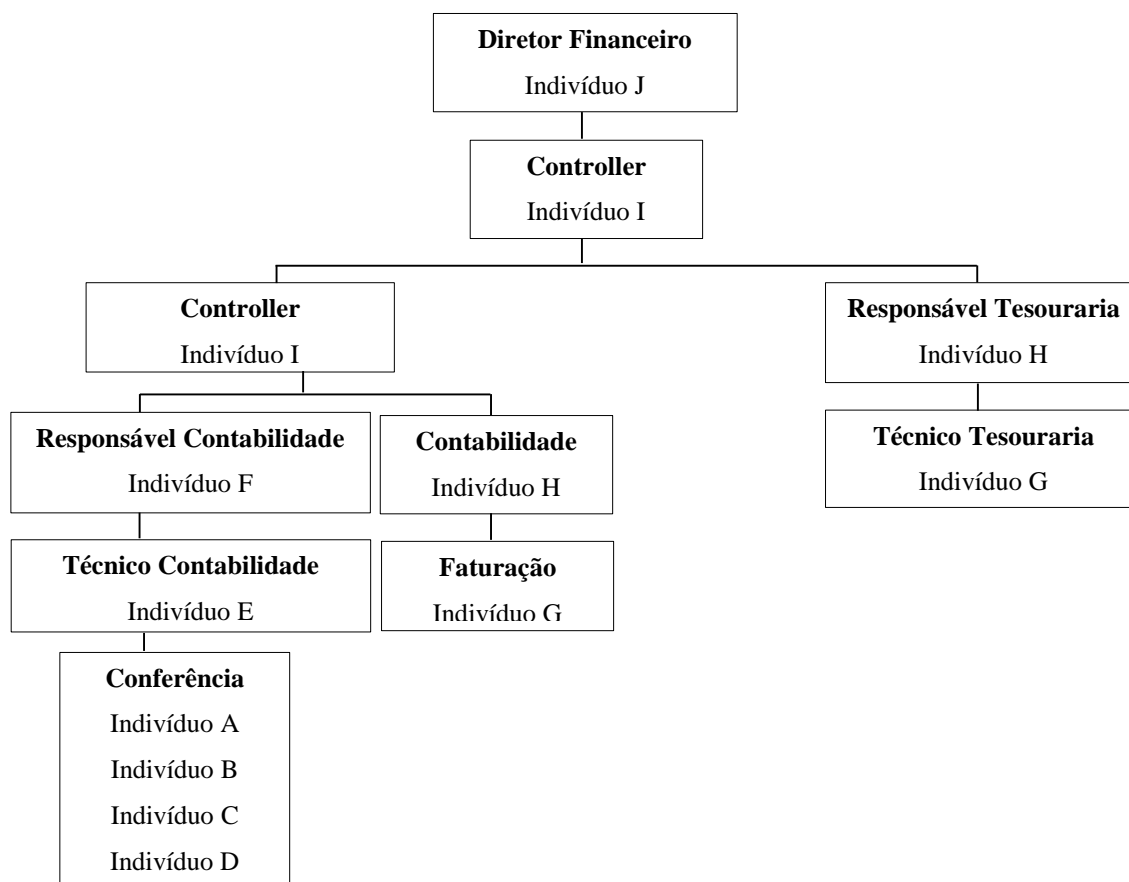 Diretor Financeiro
Indivíduo J
Controller
Indivíduo I
Controller
Indivíduo I
Responsável Tesouraria
Indivíduo H
Responsável Contabilidade
Indivíduo F
Contabilidade
Indivíduo H
Técnico Tesouraria
Indivíduo G
Técnico Contabilidade
Indivíduo E
Faturação
Indivíduo G
Conferência
Indivíduo A
Indivíduo B
Indivíduo C
Indivíduo D